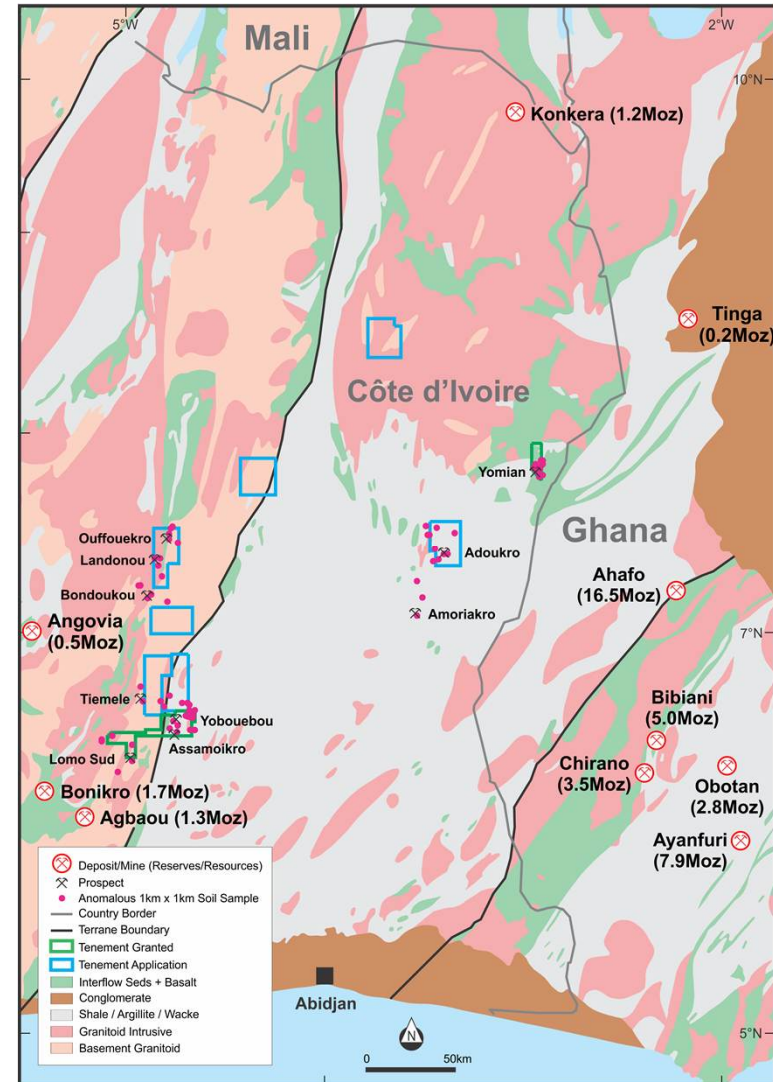 5°W
2°W
Mali
10°N
Konkera (1.2Moz)
Tinga
(0.2Moz)
Côte d'Ivoire
Yomian
Ghana
Ouffouekro
Landonou
Adoukro
Bondoukou
Ahafo
(16.5Moz)
Amoriakro
Angovia
(0.5Moz)
7°N
Tiemele
Yobouebou
Assamoikro
Lomo Sud
Bibiani
(5.0Moz)
Chirano
(3.5Moz)
Obotan
(2.8Moz)
Bonikro (1.7Moz)
Agbaou (1.3Moz)
Ayanfuri
(7.9Moz)
Deposit/Mine (Reserves/Resources)
Prospect
Anomalous 1km x 1km Soil Sample
Country Border
Terrane Boundary
Tenement Granted
Tenement Application
Interflow Seds + Basalt
Conglomerate
Shale / Argillite / Wacke
Granitoid Intrusive
Basement Granitoid
Abidjan
N
0 50km
5°N